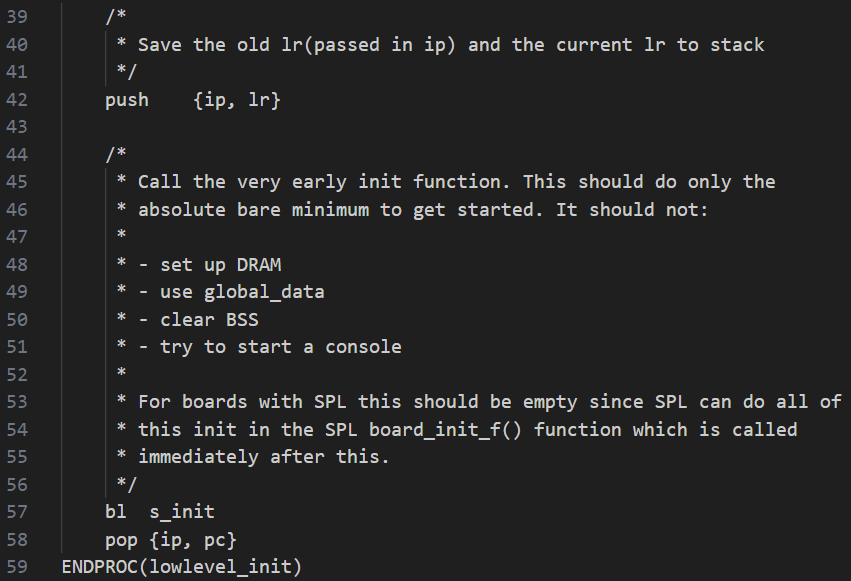 39 /*
40 * Save the old lr(passed in ip) and the current lr to stack
41 */
42 push {ip, lr}
43
44 /*
45 * Call the very early init function. This should do only the
46 * absolute bare minimum to get started. It should not:
47 *
48 * - set up DRAM
49 * - use global_data
50 * - clear BSS
51 * - try to start a console
52 *
53 * For boards with SPL this should be empty since SPL can do all of
54 * this init in the SPL board_init_f() function which is called
55 * immediately after this.
56 */
57 bl s_init
58 pop {ip, pc}
59 ENDPROC(lowlevel_init)